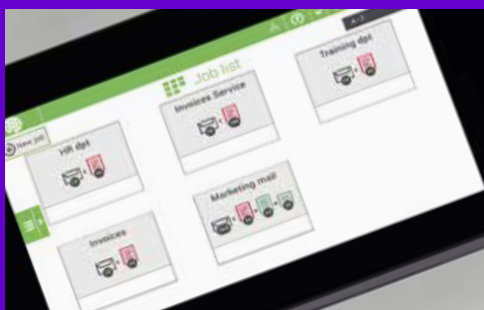 Job list
New job
HR dpt
Invoices Service
Training dpt
Invoices
Marketing mail